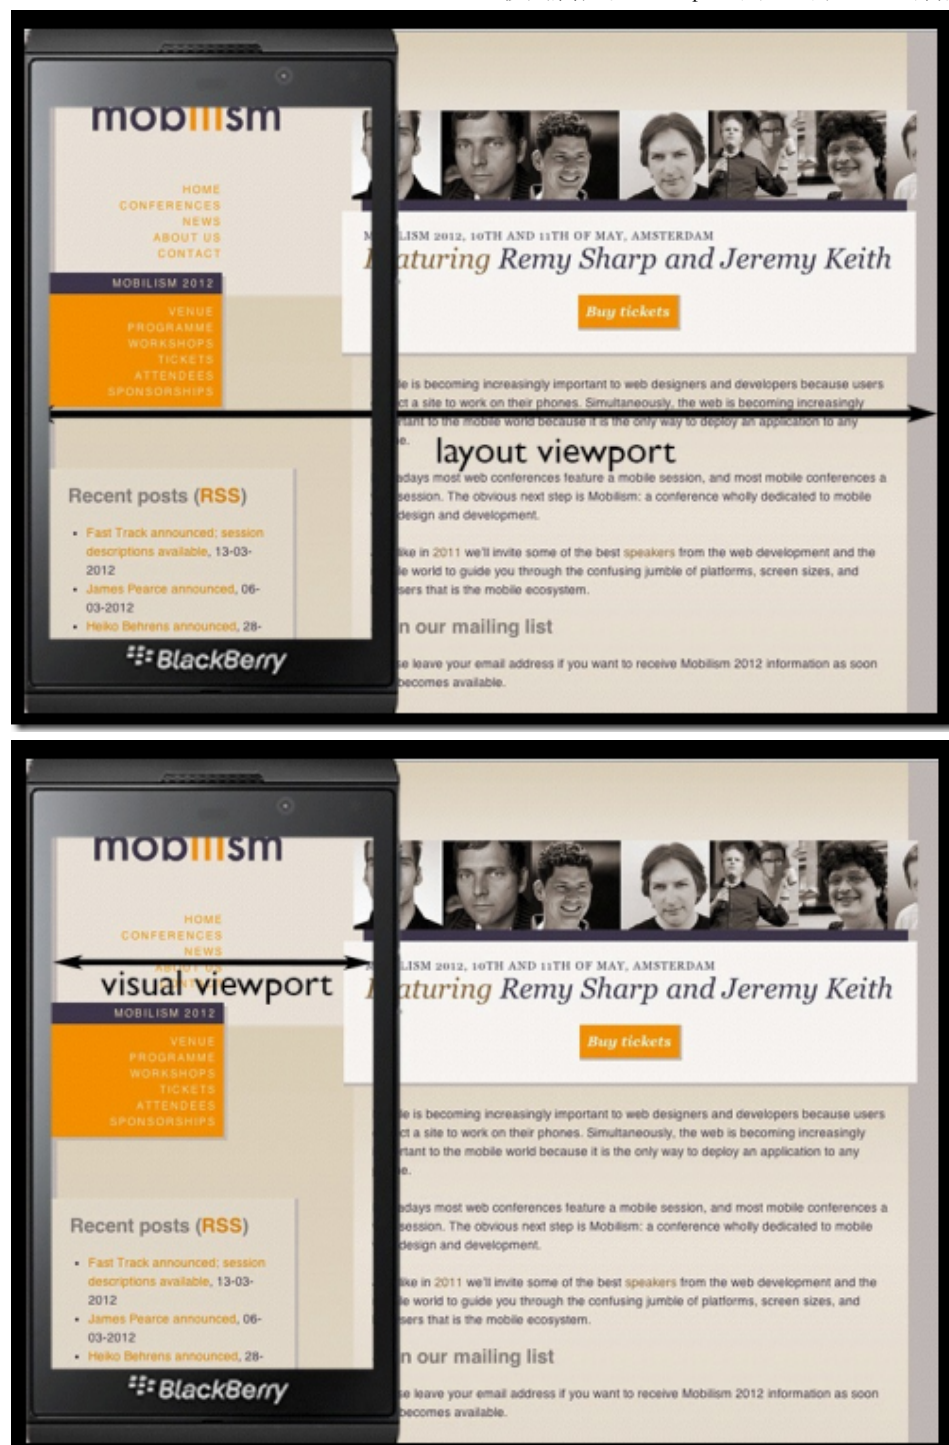 mobilism
HOME
CONFERENCES
NEWS
ABOUT US
CONTACT
MOBILISM 2012
VENUE
PROGRAMME
WORKSHOPS
TICKETS
ATTENDEES
SPONSORSHIPS
LISM 2012, 10TH AND 11TH OF MAY, AMSTERDAM
Featuring Remy Sharp and Jeremy Keith
Buy tickets
le is becoming increasingly important to web designers and developers because users
ct a site to work on their phones. Simultaneously, the web is becoming increasingly
rtant to the mobile world because it is the only way to deploy an application to any
e.
layout viewport
adays most web conferences feature a mobile session, and most mobile conferences a
session. The obvious next step is Mobilism: a conference wholly dedicated to mobile
design and development.
like in 2011 we'll invite some of the best speakers from the web development and the
le world to guide you through the confusing jumble of platforms, screen sizes, and
sers that is the mobile ecosystem.
n our mailing list
se leave your email address if you want to receive Mobilism 2012 information as soon
becomes available.
Recent posts (RSS)
Fast Track announced; session
descriptions available, 13-03-
2012
James Pearce announced, 06-
03-2012
Heiko Behrens announced, 28-
BlackBerry
mobilism
HOME
CONFERENCES
NEWS
ABOUT US
visual viewport
MOBILISM 2012
VENUE
PROGRAMME
WORKSHOPS
TICKETS
ATTENDEES
SPONSORSHIPS
LISM 2012, 10TH AND 11TH OF MAY, AMSTERDAM
Featuring Remy Sharp and Jeremy Keith
Buy tickets
le is becoming increasingly important to web designers and developers because users
ct a site to work on their phones. Simultaneously, the web is becoming increasingly
rtant to the mobile world because it is the only way to deploy an application to any
e.
adays most web conferences feature a mobile session, and most mobile conferences a
session. The obvious next step is Mobilism: a conference wholly dedicated to mobile
design and development.
like in 2011 we'll invite some of the best speakers from the web development and the
le world to guide you through the confusing jumble of platforms, screen sizes, and
sers that is the mobile ecosystem.
n our mailing list
se leave your email address if you want to receive Mobilism 2012 information as soon
becomes available.
Recent posts (RSS)
Fast Track announced; session
descriptions available, 13-03-
2012
James Pearce announced, 06-
03-2012
Heiko Behrens announced, 28-
BlackBerry